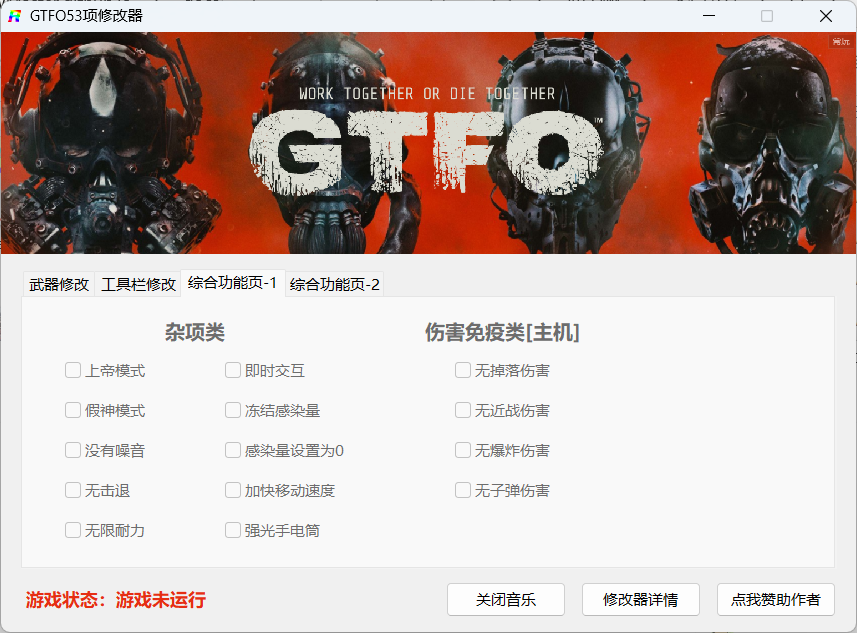 GTFO53项修改器
常玩
WORK TOGETHER OR DIE TOGETHER
GTFO™
武器修改 工具栏修改 综合功能页-1 综合功能页-2
杂项类 伤害免疫类[主机]
上帝模式 即时交互 无掉落伤害
假神模式 冻结感染量 无近战伤害
没有噪音 感染量设置为0 无爆炸伤害
无击退 加快移动速度 无子弹伤害
无限耐力 强光手电筒
游戏状态：游戏未运行 关闭音乐 修改器详情 点我赞助作者